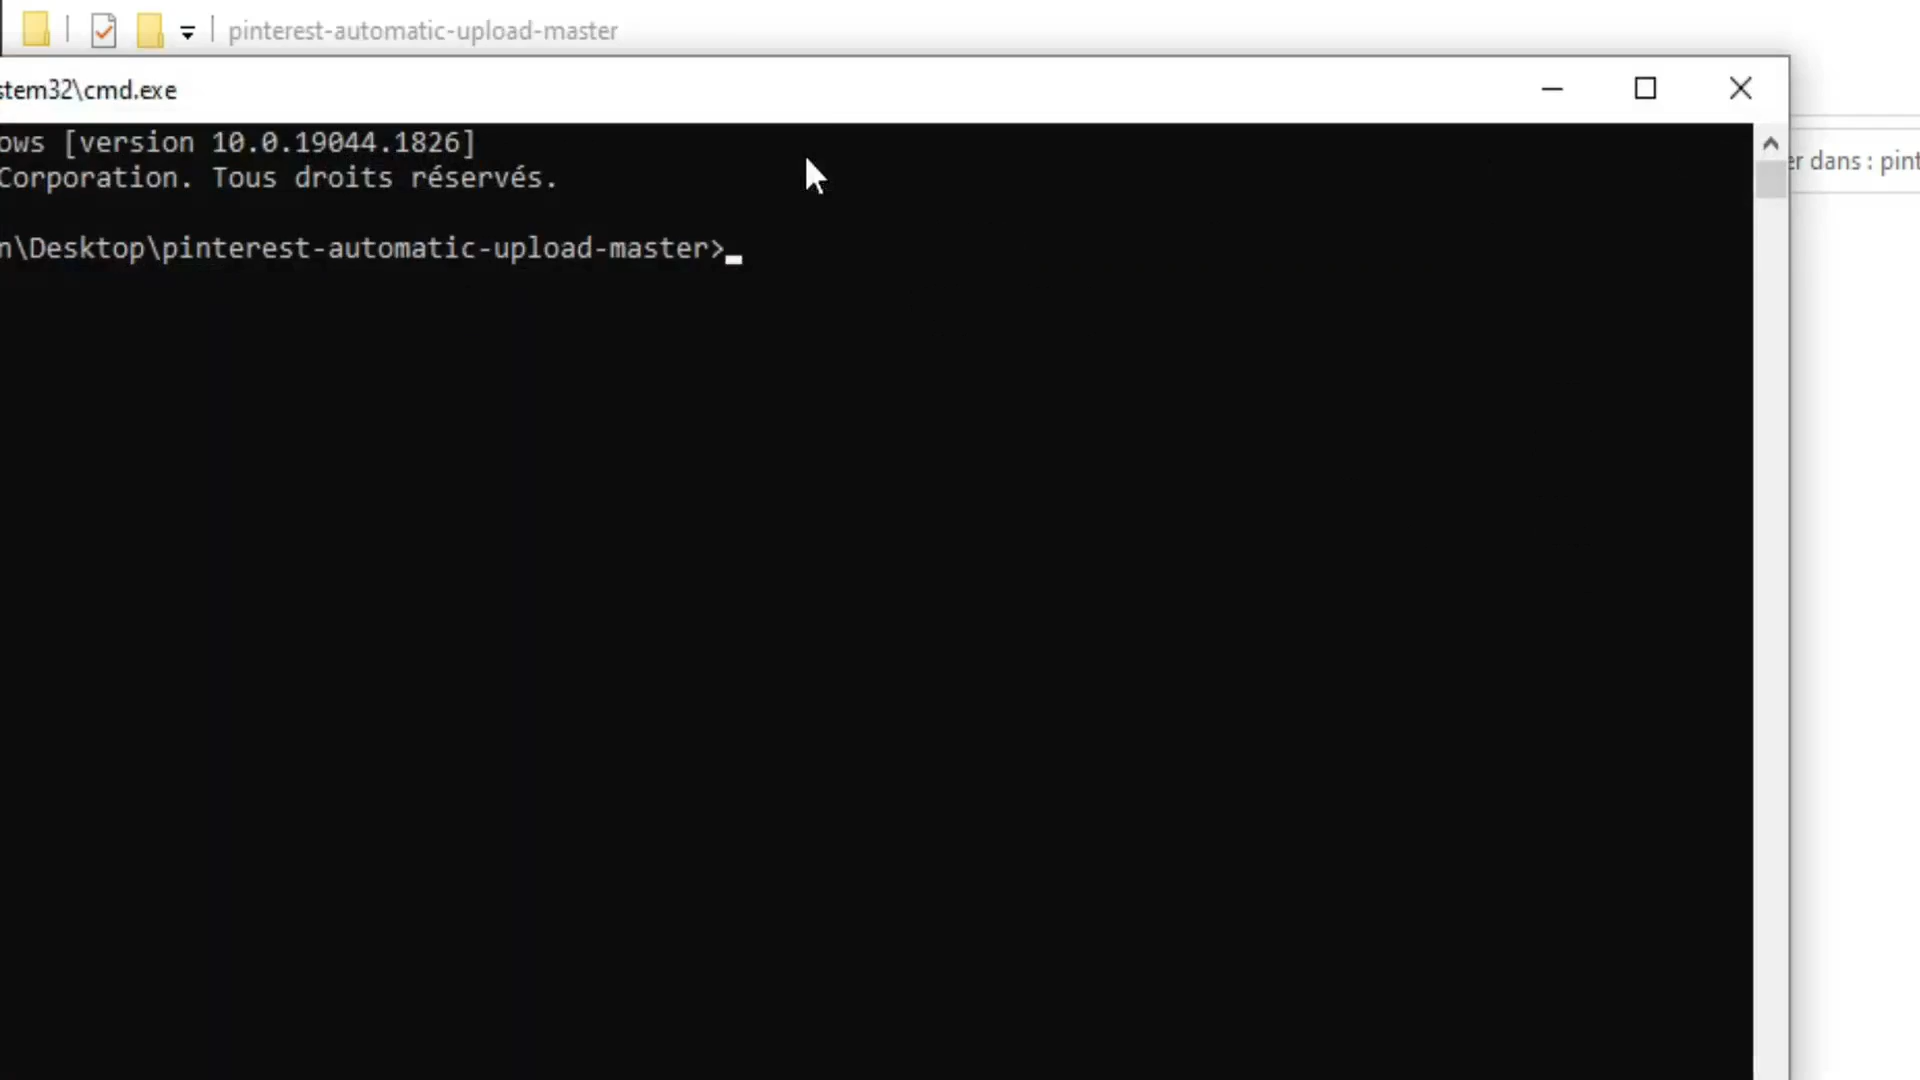 pinterest-automatic-upload-master
stem32\cmd.exe
ows [version 10.0.19044.1826]
Corporation. Tous droits réservés.
er dans : pint
n\Desktop\pinterest-automatic-upload-master>